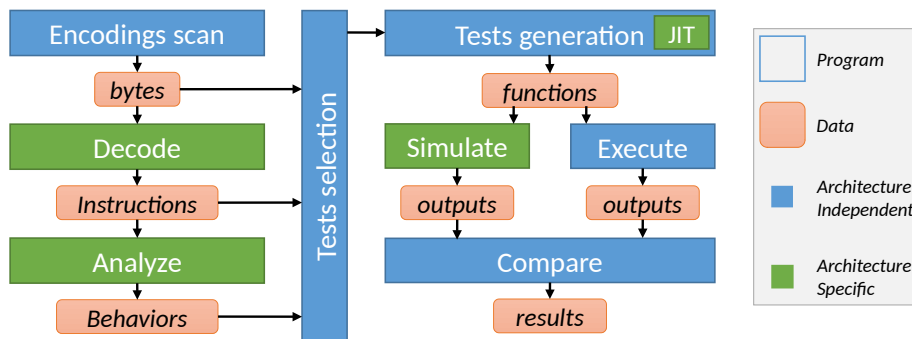 Encodings scan
bytes
Decode
Instructions
Analyze
Behaviors
Tests selection
Tests generation
JIT
functions
Simulate
Execute
outputs
outputs
Compare
results
Program
Data
Architecture
Independent
Architecture
Specific